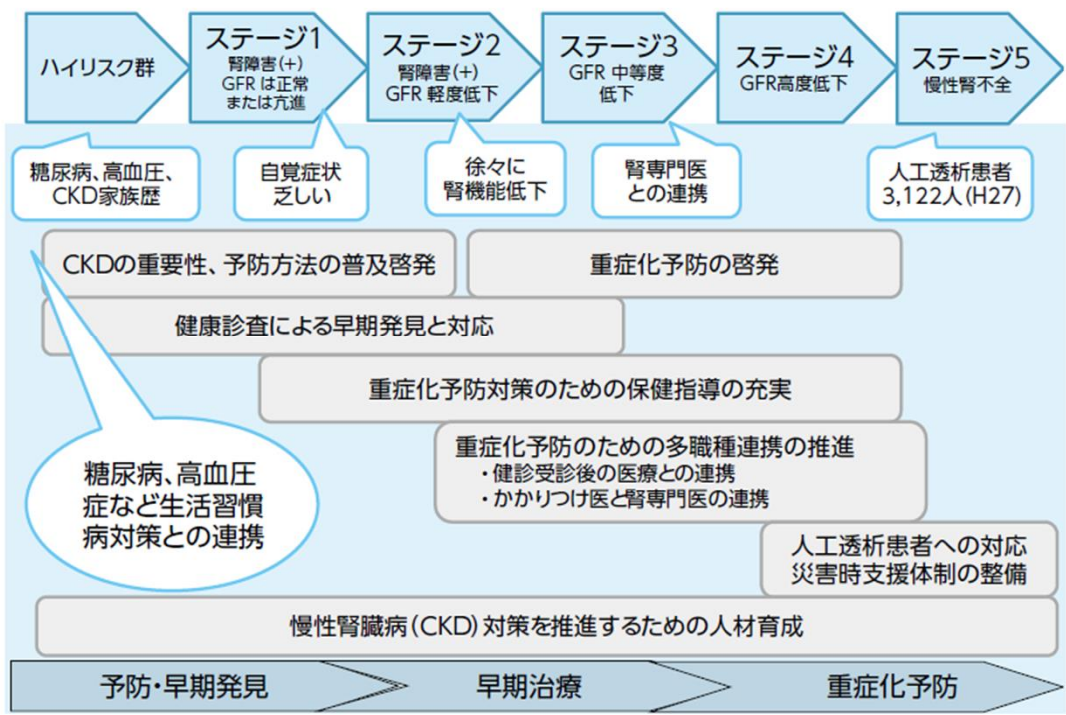 ハイリスク群
ステージ1
腎障害(+)
GFR は正常
または亢進
ステージ2
腎障害(+)
GFR 軽度低下
ステージ3
GFR 中等度
低下
ステージ4
GFR高度低下
ステージ5
慢性腎不全
糖尿病、高血圧、
CKD家族歴
自覚症状
乏しい
徐々に
腎機能低下
腎専門医
との連携
人工透析患者
3,122人(H27)
CKDの重要性、予防方法の普及啓発
重症化予防の啓発
健康診査による早期発見と対応
重症化予防対策のための保健指導の充実
重症化予防のための多職種連携の推進
・健診受診後の医療との連携
・かかりつけ医と腎専門医の連携
糖尿病、高血圧
症など生活習慣
病対策との連携
人工透析患者への対応
災害時支援体制の整備
慢性腎臓病(CKD)対策を推進するための人材育成
予防・早期発見
早期治療
重症化予防